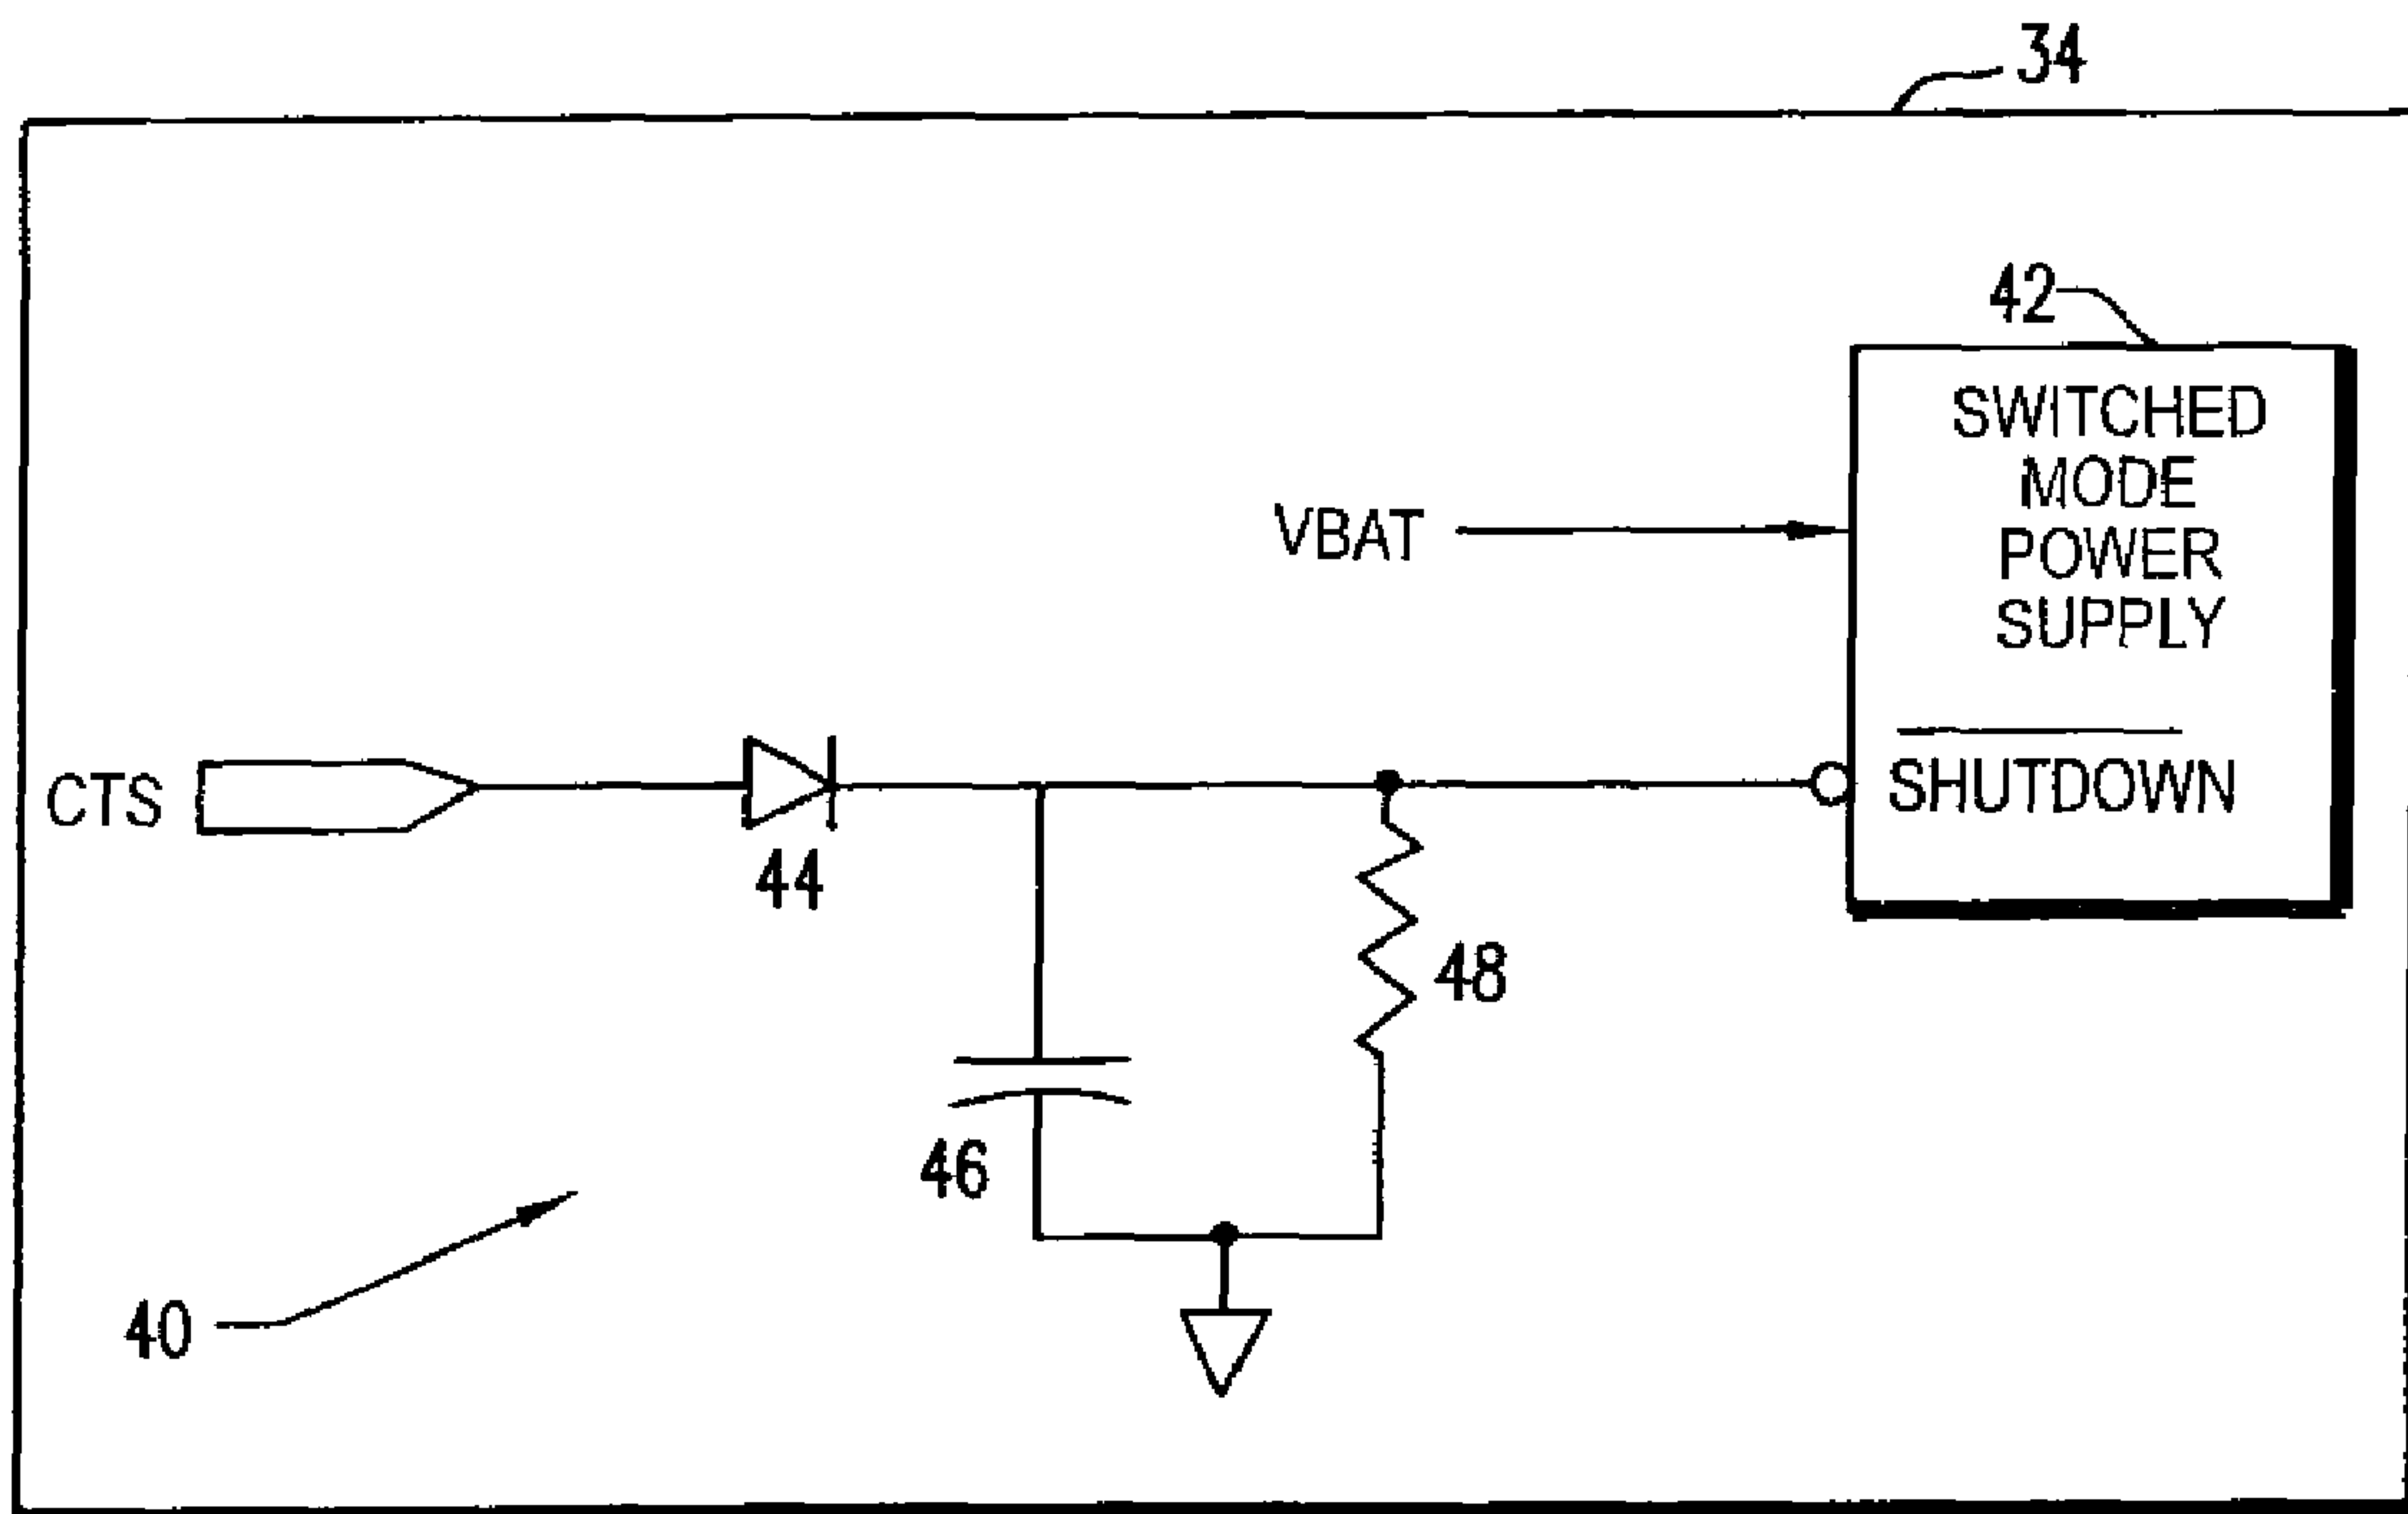 34
42
SWITCHED
MODE
POWER
SUPPLY
VBAT
CTS
SHUTDOWN
44
48
46
40